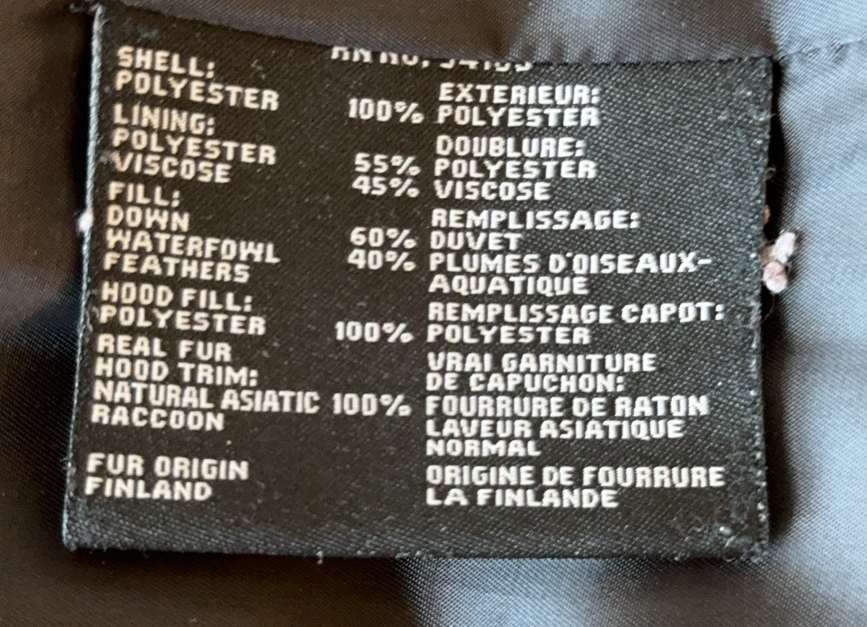 SHELL:
POLYESTER 100%
LINING:
POLYESTER 55%
VISCOSE 45%
FILL:
DOWN 60%
WATERFOWL 40%
FEATHERS
HOOD FILL:
POLYESTER 100%
REAL FUR
HOOD TRIM:
NATURAL ASIATIC 100%
RACCOON
FUR ORIGIN
FINLAND
EXTERIEUR:
POLYESTER
DOUBLURE:
POLYESTER
VISCOSE
REMPLISSAGE:
DUVET
PLUMES D'OISEAUX-
AQUATIQUE
REMPLISSAGE CAPOT:
POLYESTER
VRAI GARNITURE
DE CAPUCHON:
FOURRURE DE RATON
LAVEUR ASIATIQUE
NORMAL
ORIGINE DE FOURRURE
LA FINLANDE